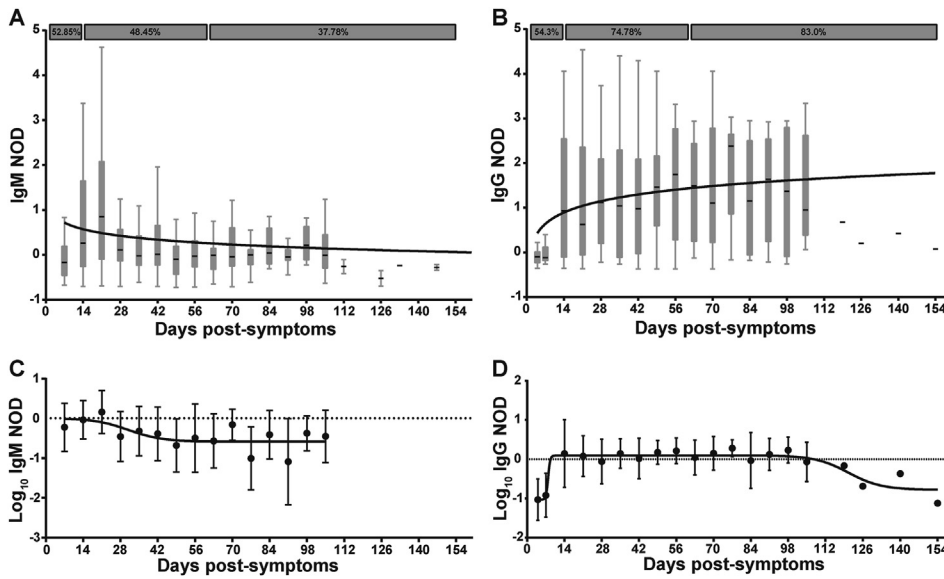 A
52.85% 48.45% 37.78%
5
4
3
2
1
0
-1
IgM NOD
0 14 28 42 56 70 84 98 112 126 140 154
Days post-symptoms
B
54.3% 74.78% 83.0%
5
4
3
2
1
0
-1
IgG NOD
0 14 28 42 56 70 84 98 112 126 140 154
Days post-symptoms
C
1
0
-1
-2
-3
Log10 IgM NOD
0 14 28 42 56 70 84 98 112 126 140 154
Days post-symptoms
D
2
1
0
-1
-2
Log10 IgG NOD
0 14 28 42 56 70 84 98 112 126 140 154
Days post-symptoms